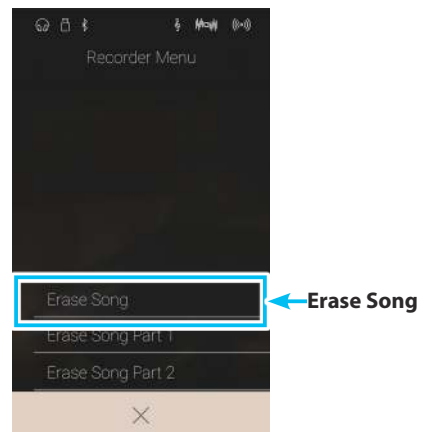 Recorder Menu
Erase Song
Erase Song
Erase Song Part 1
Erase Song Part 2